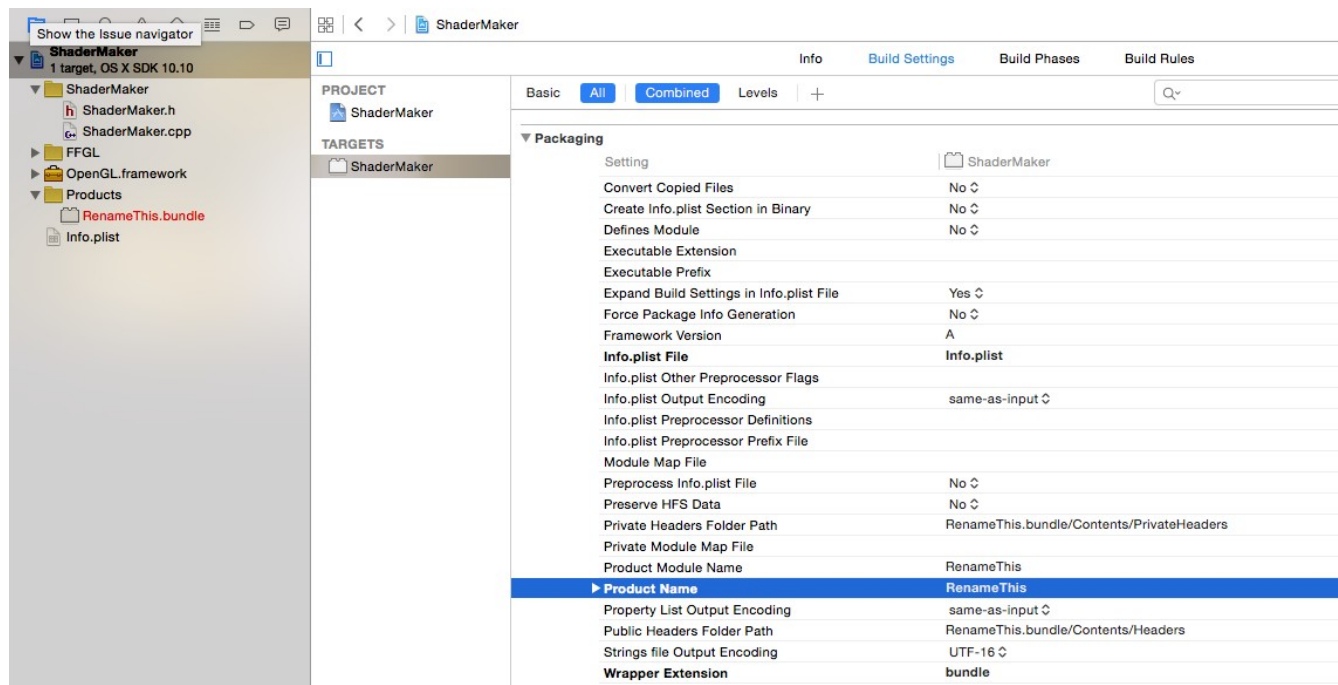 ShaderMaker
Show the Issue navigator
ShaderMaker
1 target, OS X SDK 10.10
ShaderMaker
h ShaderMaker.h
C++ ShaderMaker.cpp
FFGL
OpenGL.framework
Products
RenameThis.bundle
Info.plist
Info Build Settings Build Phases Build Rules
PROJECT
ShaderMaker
TARGETS
ShaderMaker
Basic All Combined Levels +
Packaging
Setting ShaderMaker
Convert Copied Files No
Create Info.plist Section in Binary No
Defines Module No
Executable Extension
Executable Prefix
Expand Build Settings in Info.plist File Yes
Force Package Info Generation No
Framework Version A
Info.plist File Info.plist
Info.plist Other Preprocessor Flags
Info.plist Output Encoding same-as-input
Info.plist Preprocessor Definitions
Info.plist Preprocessor Prefix File
Module Map File
Preprocess Info.plist File No
Preserve HFS Data No
Private Headers Folder Path RenameThis.bundle/Contents/PrivateHeaders
Private Module Map File
Product Module Name RenameThis
Product Name RenameThis
Property List Output Encoding same-as-input
Public Headers Folder Path RenameThis.bundle/Contents/Headers
Strings file Output Encoding UTF-16
Wrapper Extension bundle